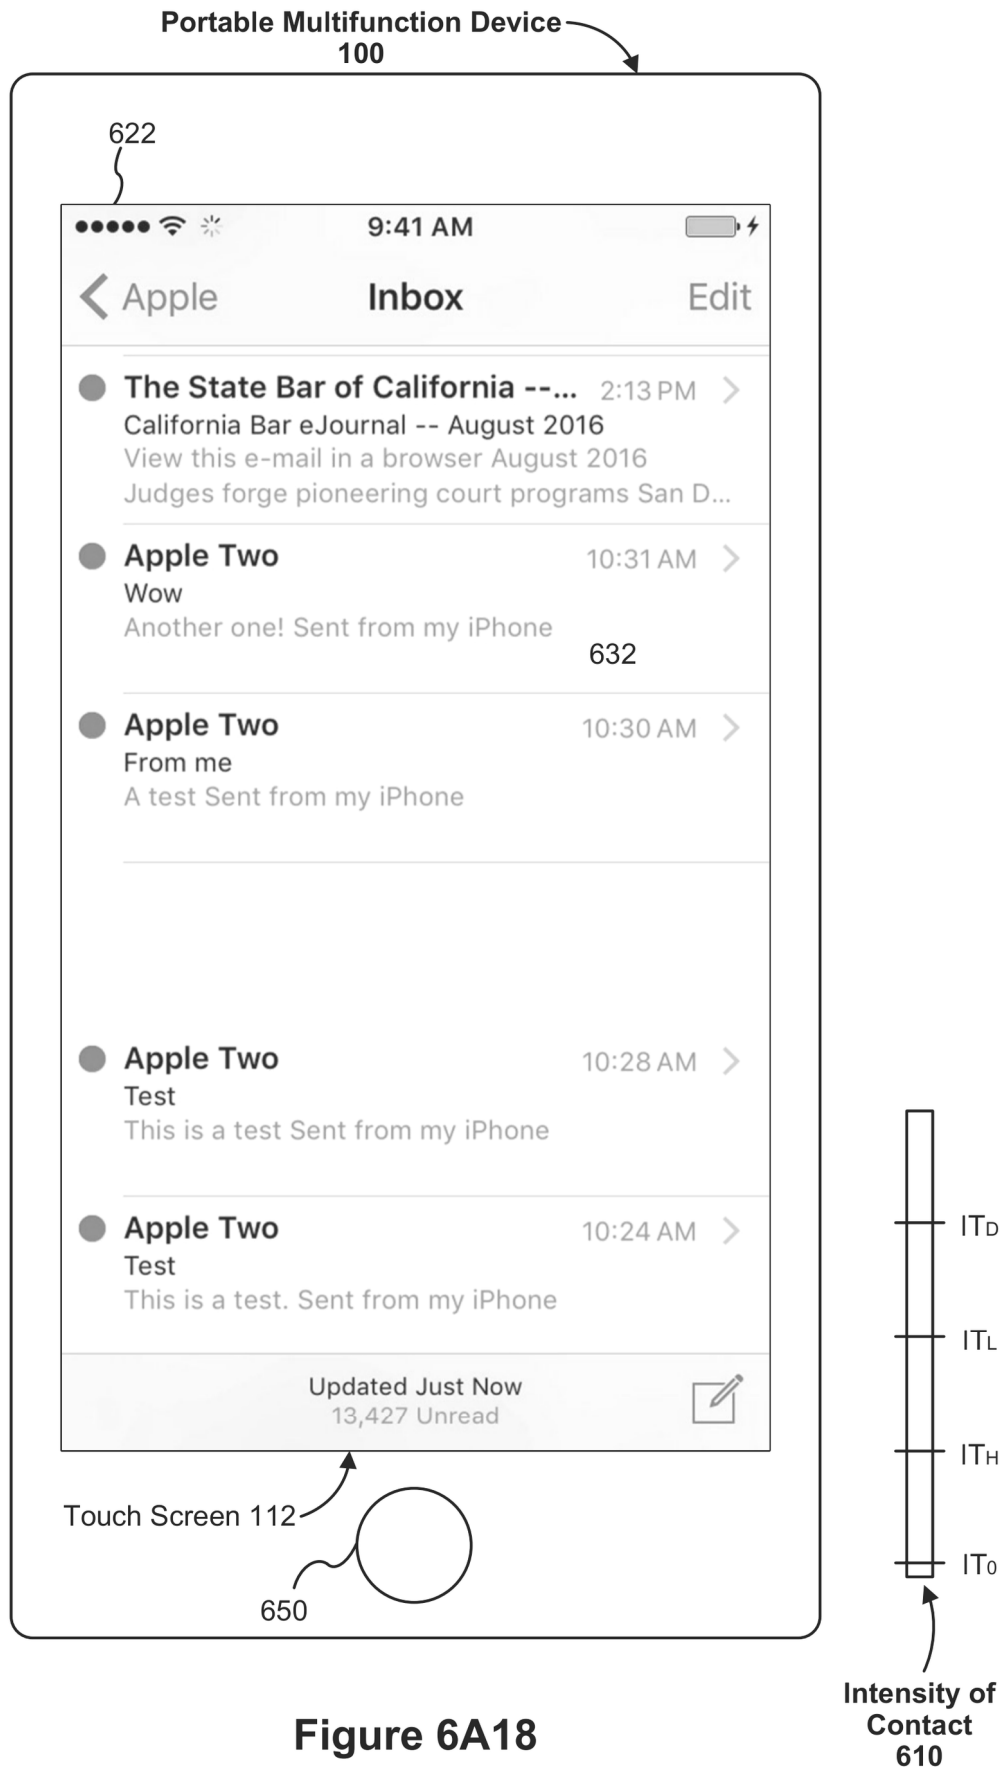 Portable Multifunction Device
100
622
9:41 AM
Apple
Inbox
Edit
The State Bar of California --...
2:13 PM
California Bar eJournal -- August 2016
View this e-mail in a browser August 2016
Judges forge pioneering court programs San D...
Apple Two
10:31 AM
Wow
Another one! Sent from my iPhone
632
Apple Two
10:30 AM
From me
A test Sent from my iPhone
Apple Two
10:28 AM
Test
This is a test Sent from my iPhone
Apple Two
10:24 AM
Test
This is a test. Sent from my iPhone
Updated Just Now
13,427 Unread
Touch Screen 112
650
ITD
ITL
ITH
IT0
Intensity of
Contact
610
Figure 6A18